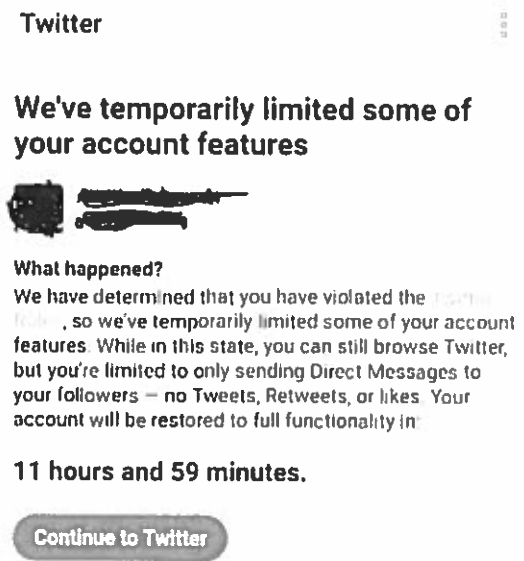 Twitter
We've temporarily limited some of
your account features
What happened?
We have determined that you have violated the
, so we've temporarily limited some of your account
features. While in this state, you can still browse Twitter,
but you're limited to only sending Direct Messages to
your followers – no Tweets, Retweets, or likes. Your
account will be restored to full functionality in:
11 hours and 59 minutes.
Continue to Twitter